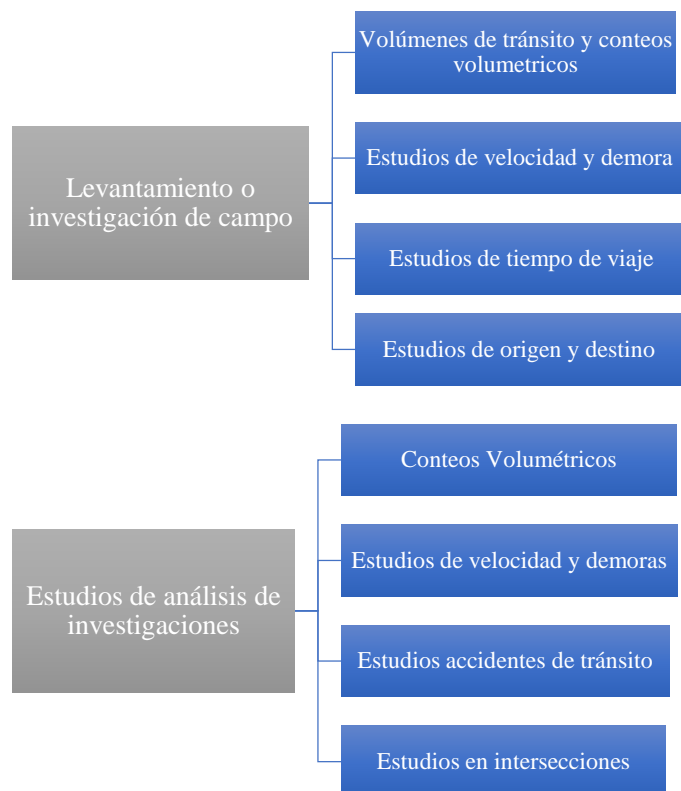 Levantamiento o
investigación de campo
Volúmenes de tránsito y conteos
volumetricos
Estudios de velocidad y demora
Estudios de tiempo de viaje
Estudios de origen y destino
Estudios de análisis de
investigaciones
Conteos Volumétricos
Estudios de velocidad y demoras
Estudios accidentes de tránsito
Estudios en intersecciones